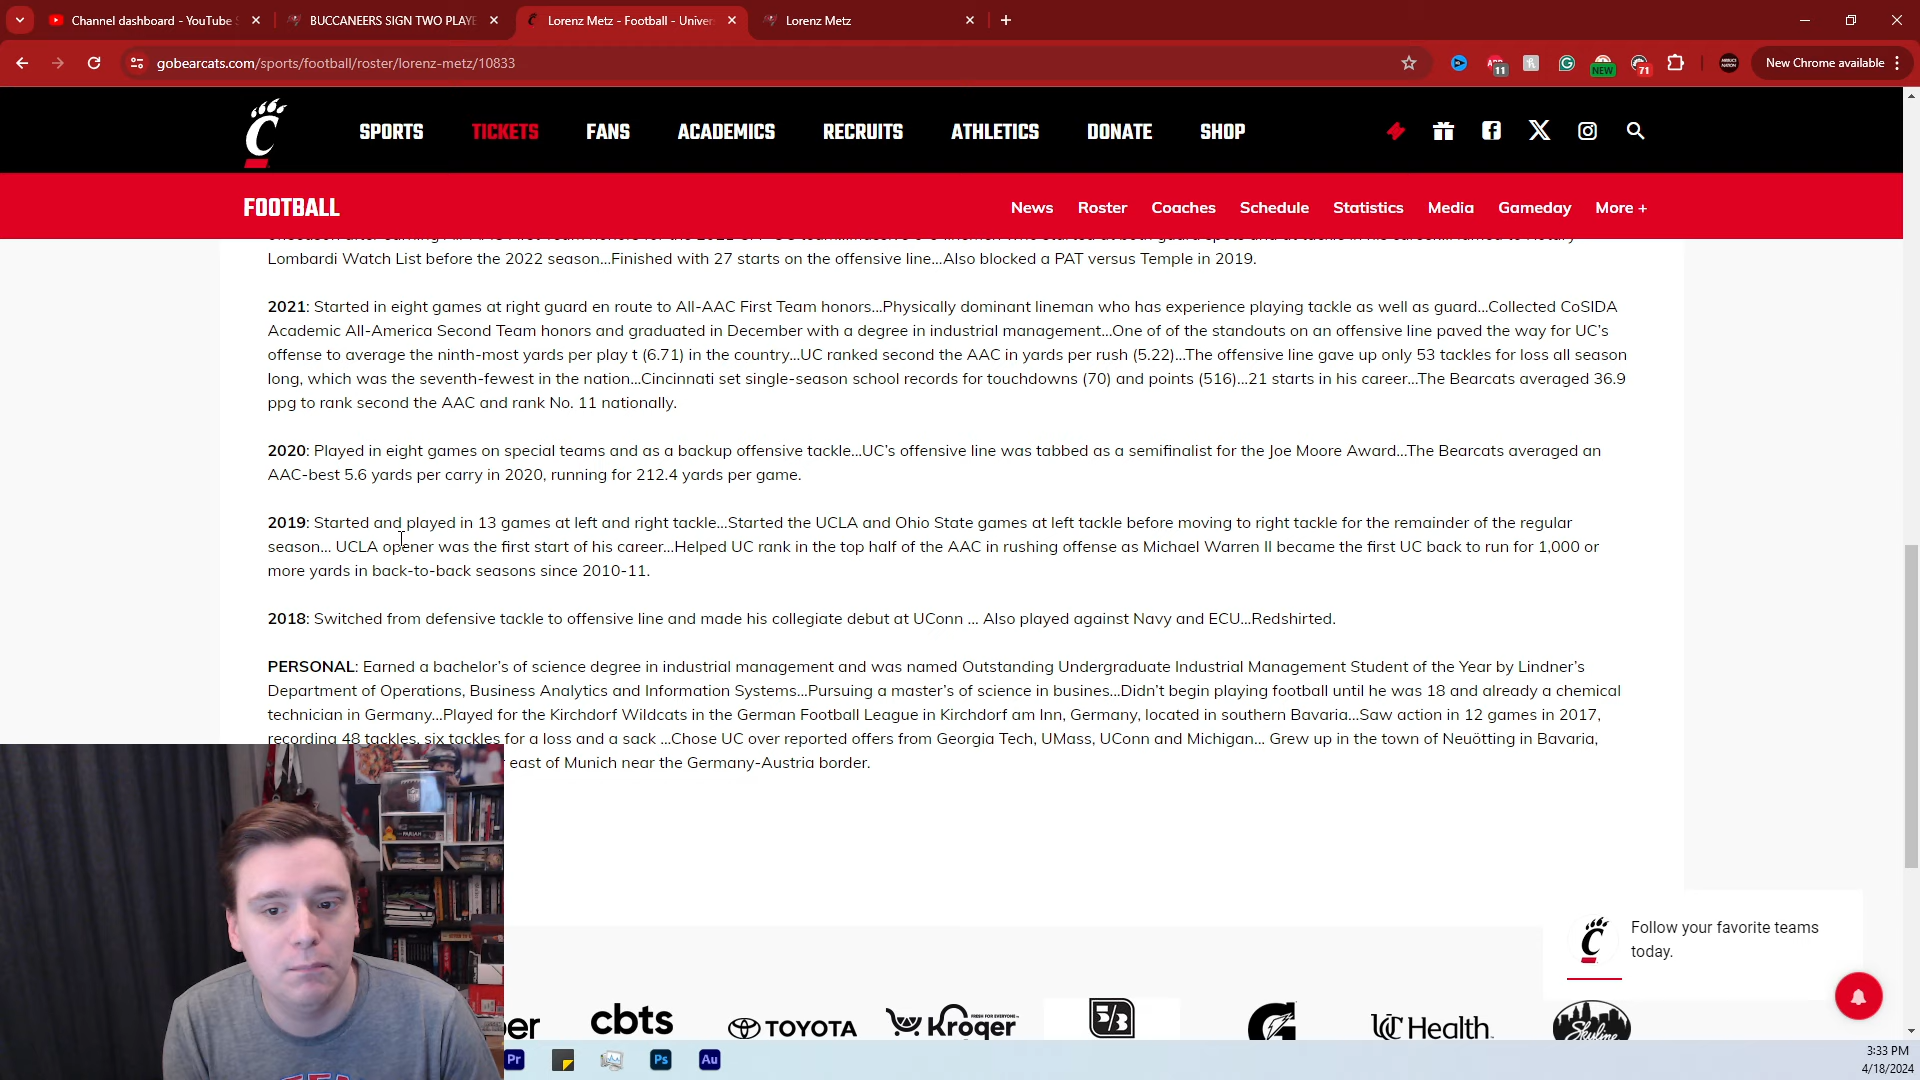 Channel dashboard - YouTube S
BUCCANEERS SIGN TWO PLAYE
Lorenz Metz - Football - Univer
Lorenz Metz
gobearcats.com/sports/football/roster/lorenz-metz/10833
11
NEW
71
New Chrome available
SPORTS
TICKETS
FANS
ACADEMICS
RECRUITS
ATHLETICS
DONATE
SHOP
FOOTBALL
News
Roster
Coaches
Schedule
Statistics
Media
Gameday
More +
Lombardi Watch List before the 2022 season...Finished with 27 starts on the offensive line...Also blocked a PAT versus Temple in 2019.
2021: Started in eight games at right guard en route to All-AAC First Team honors...Physically dominant lineman who has experience playing tackle as well as guard...Collected CoSIDA
Academic All-America Second Team honors and graduated in December with a degree in industrial management...One of of the standouts on an offensive line paved the way for UC's
offense to average the ninth-most yards per play t (6.71) in the country...UC ranked second the AAC in yards per rush (5.22)...The offensive line gave up only 53 tackles for loss all season
long, which was the seventh-fewest in the nation...Cincinnati set single-season school records for touchdowns (70) and points (516)...21 starts in his career...The Bearcats averaged 36.9
ppg to rank second the AAC and rank No. 11 nationally.
2020: Played in eight games on special teams and as a backup offensive tackle...UC's offensive line was tabbed as a semifinalist for the Joe Moore Award...The Bearcats averaged an
AAC-best 5.6 yards per carry in 2020, running for 212.4 yards per game.
2019: Started and played in 13 games at left and right tackle...Started the UCLA and Ohio State games at left tackle before moving to right tackle for the remainder of the regular
season... UCLA opener was the first start of his career...Helped UC rank in the top half of the AAC in rushing offense as Michael Warren II became the first UC back to run for 1,000 or
more yards in back-to-back seasons since 2010-11.
2018: Switched from defensive tackle to offensive line and made his collegiate debut at UConn ... Also played against Navy and ECU...Redshirted.
PERSONAL: Earned a bachelor's of science degree in industrial management and was named Outstanding Undergraduate Industrial Management Student of the Year by Lindner's
Department of Operations, Business Analytics and Information Systems...Pursuing a master's of science in busines...Didn't begin playing football until he was 18 and already a chemical
technician in Germany...Played for the Kirchdorf Wildcats in the German Football League in Kirchdorf am Inn, Germany, located in southern Bavaria...Saw action in 12 games in 2017,
recording 48 tackles, six tackles for a loss and a sack ...Chose UC over reported offers from Georgia Tech, UMass, UConn and Michigan... Grew up in the town of Neuötting in Bavaria,
east of Munich near the Germany-Austria border.
Follow your favorite teams
today.
cbts
TOYOTA
Kroger
5/3
G
UC Health
Skyline
Pr
Ps
Au
3:33 PM
4/18/2024